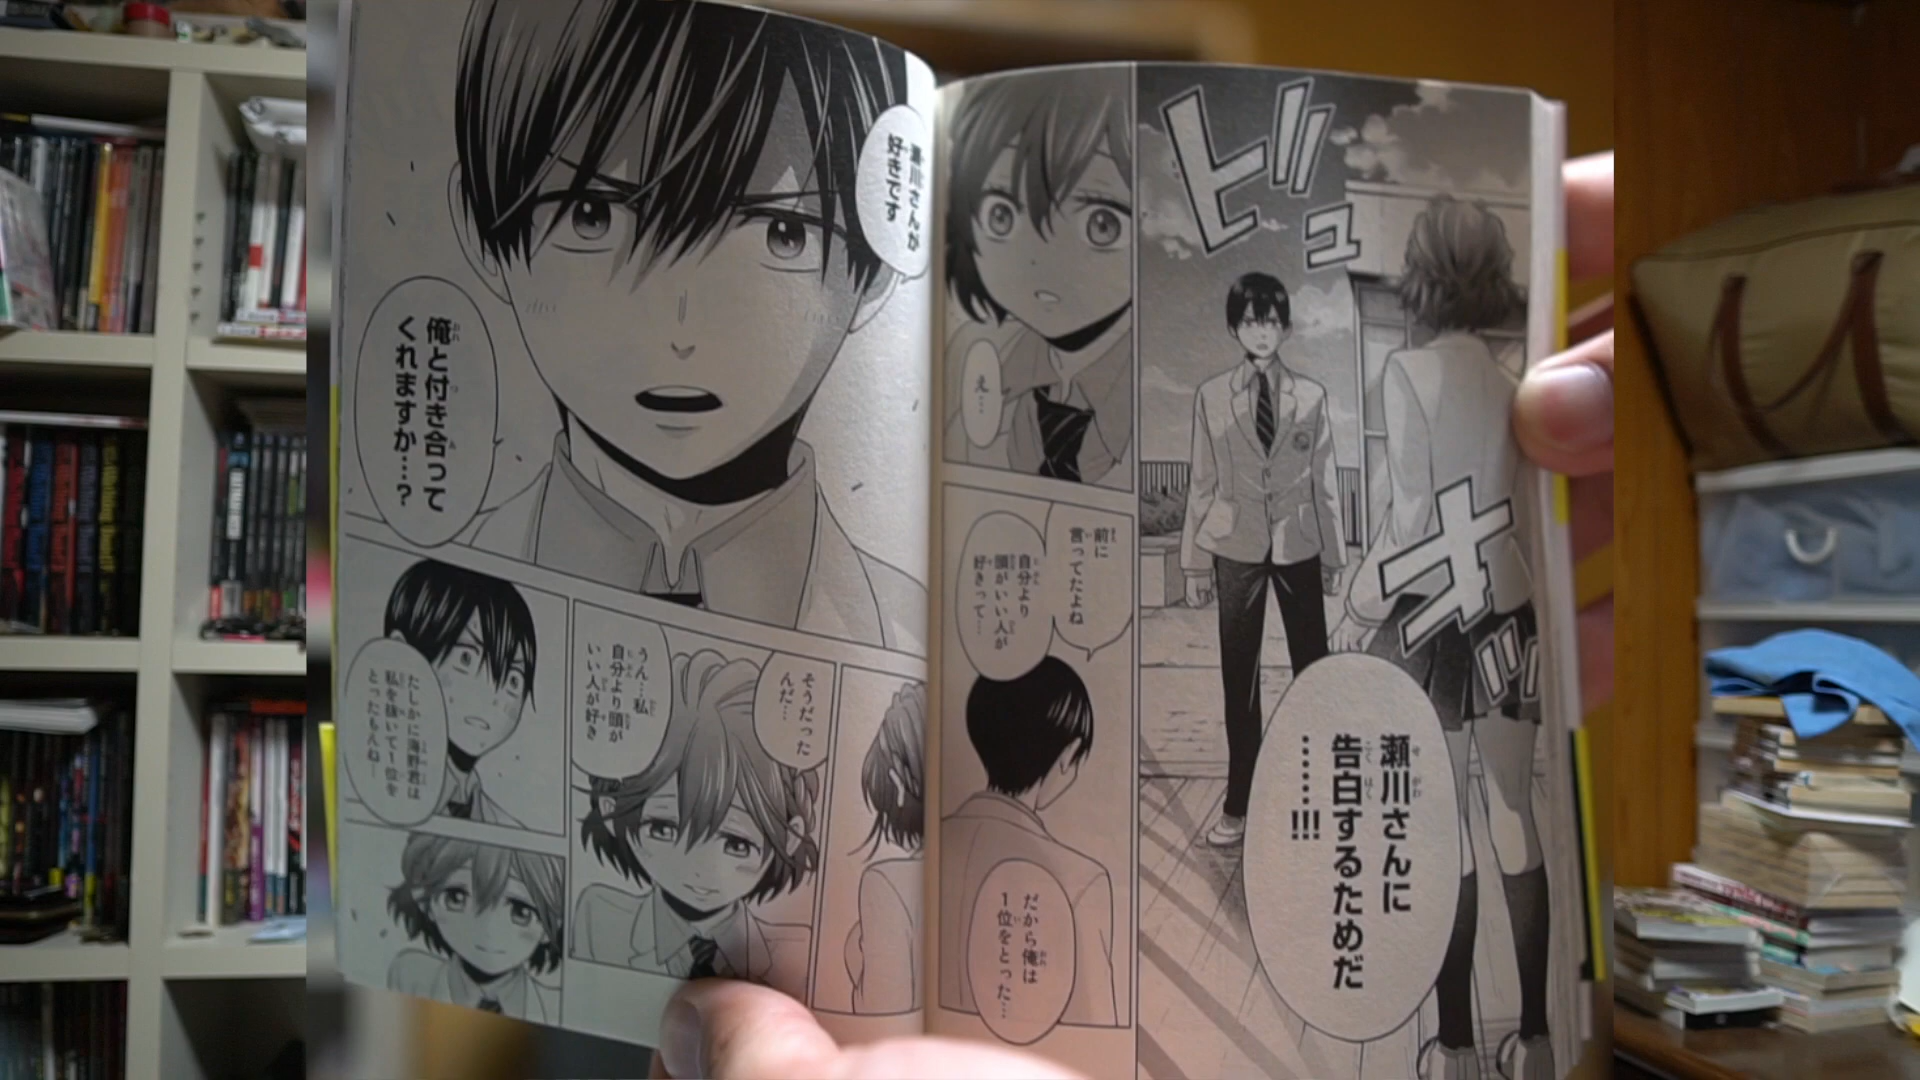 ビュ
オ
ッ
瀬川さんに
告白するためだ
……!!!
え…
前に
言ってたよね
自分より
頭がいい人が
好きって…
だから俺は
1位をとった…
瀬川さんが
好きです
俺と付き合って
くれますか…？
そうだった
んだ…
うん…私
自分より頭が
いい人が好き
たしかに海野君は
私を抜いて1位を
とったもんね…